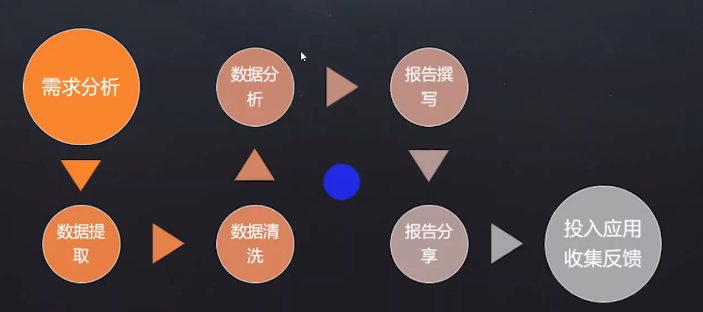 需求分析
数据提
取
数据清
洗
数据分
析
报告撰
写
报告分
享
投入应用
收集反馈